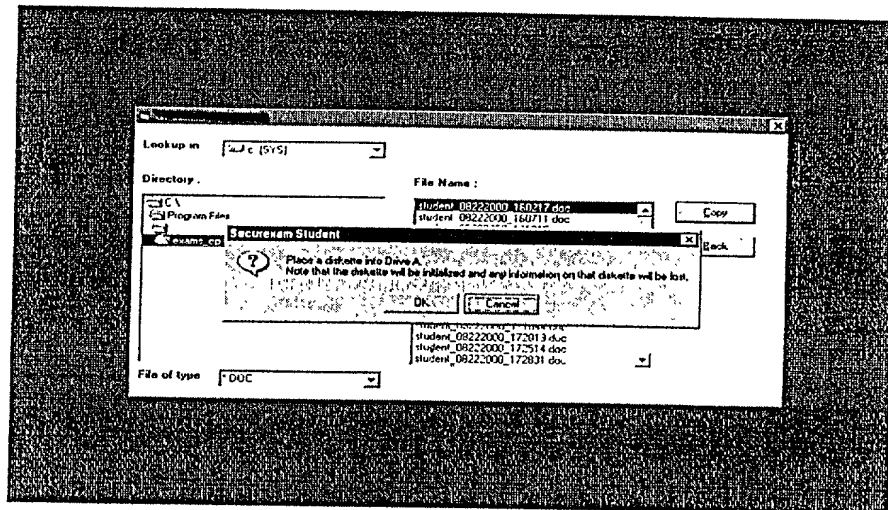 Lookup in
c (SYS)
Directory :
File Name :
C:\
Program Files
exams_cp
student_08222000_160217.doc
student_08222000_160711.doc
Copy
Back
Securexam Student
Place a diskette into Drive A.
Note that the diskette will be initialized and any information on that diskette will be lost.
OK
Cancel
student_08222000_172013.doc
student_08222000_172514.doc
student_08222000_172831.doc
File of type
*.DOC